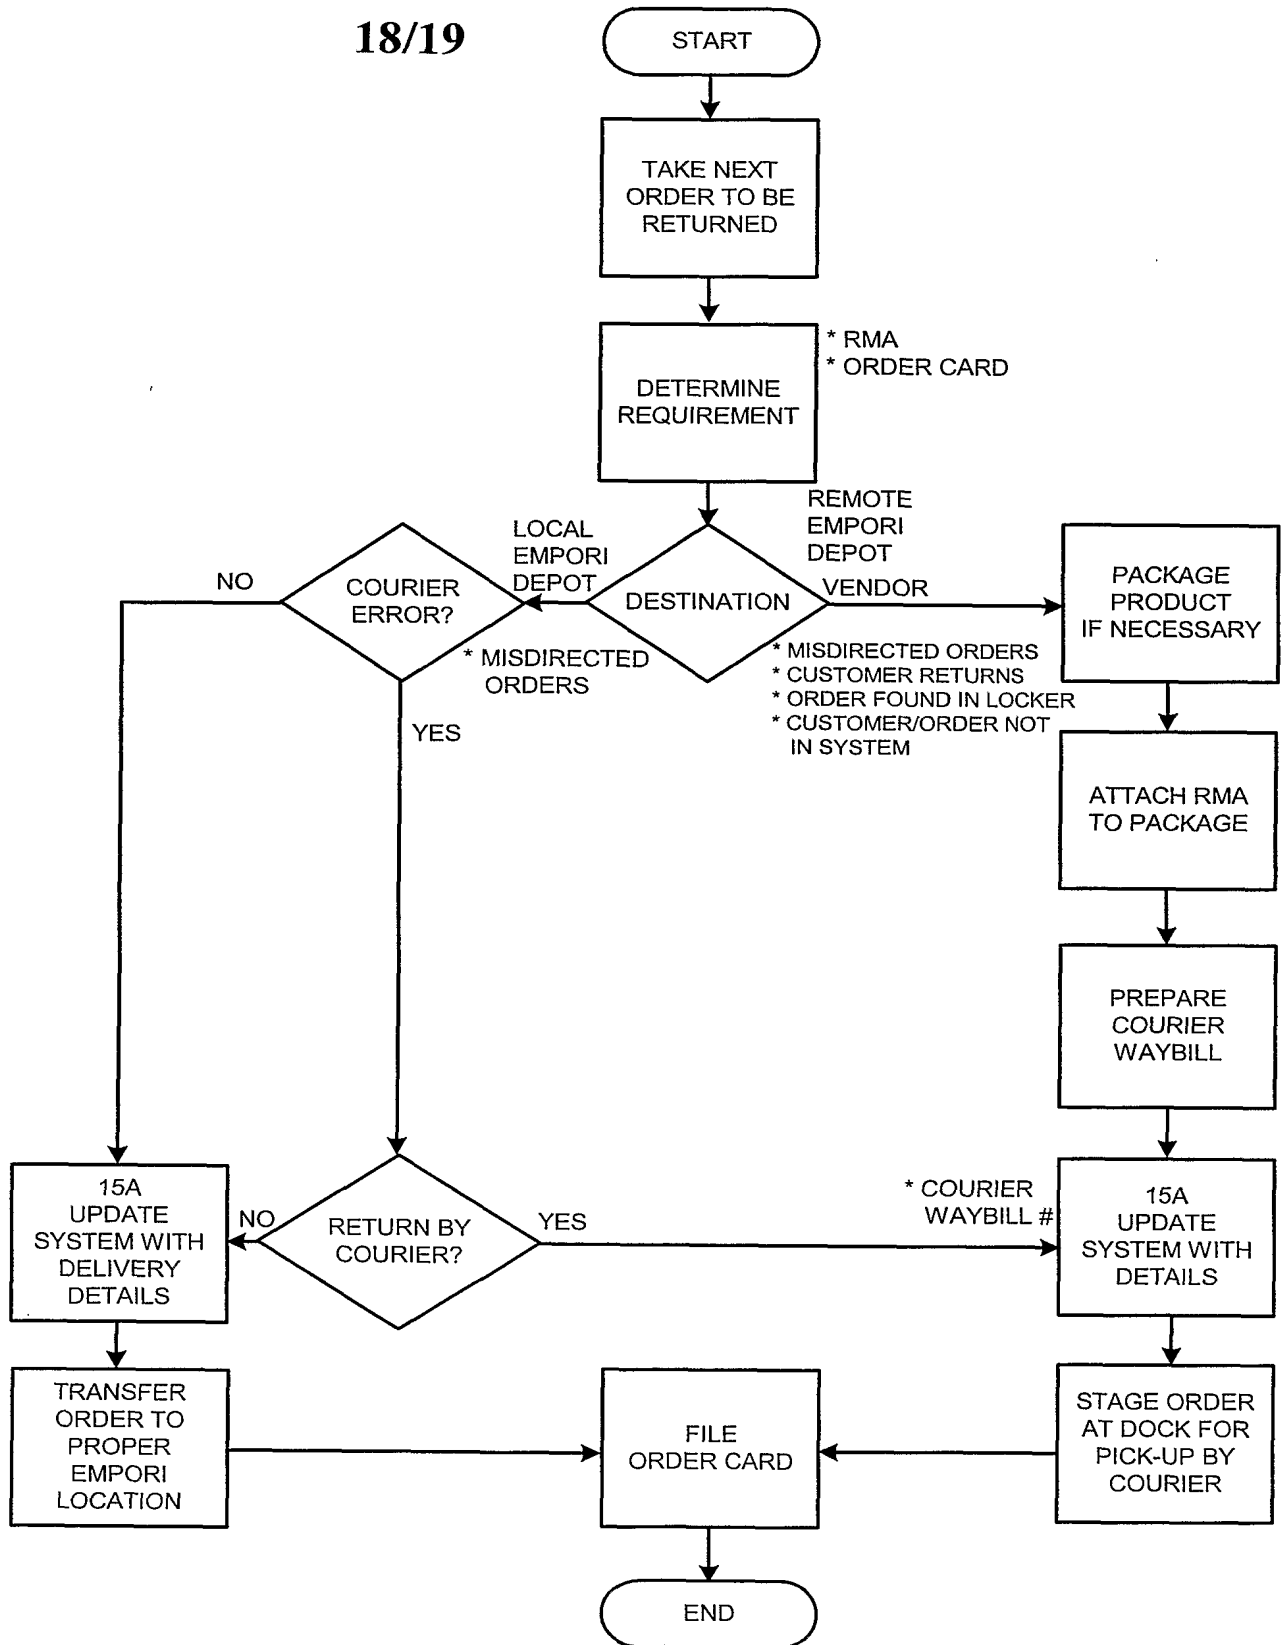 18/19
START
TAKE NEXT
ORDER TO BE
RETURNED
* RMA
* ORDER CARD
DETERMINE
REQUIREMENT
REMOTE
EMPORI
DEPOT
VENDOR
LOCAL
EMPORI
DEPOT
NO
COURIER
ERROR?
DESTINATION
PACKAGE
PRODUCT
IF NECESSARY
* MISDIRECTED
ORDERS
* MISDIRECTED ORDERS
* CUSTOMER RETURNS
* ORDER FOUND IN LOCKER
* CUSTOMER/ORDER NOT
IN SYSTEM
YES
ATTACH RMA
TO PACKAGE
PREPARE
COURIER
WAYBILL
15A
UPDATE
SYSTEM WITH
DELIVERY
DETAILS
NO
RETURN BY
COURIER?
YES
* COURIER
WAYBILL #
15A
UPDATE
SYSTEM WITH
DETAILS
TRANSFER
ORDER TO
PROPER
EMPORI
LOCATION
FILE
ORDER CARD
STAGE ORDER
AT DOCK FOR
PICK-UP BY
COURIER
END